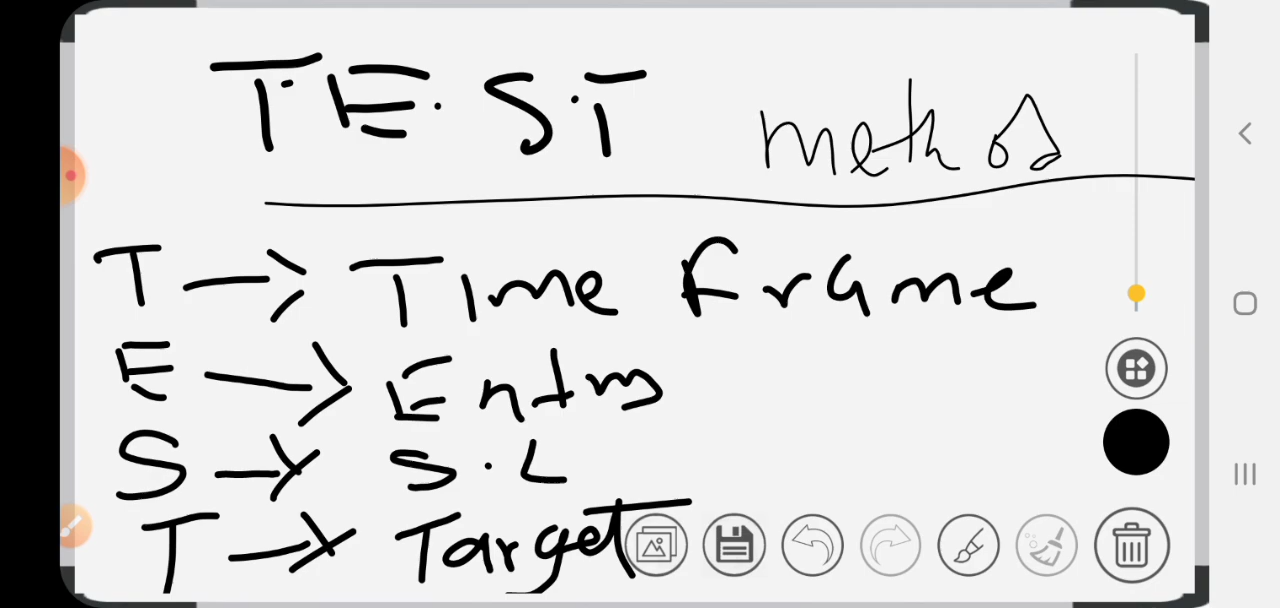 T.E.S.T method
T → Time Frame
E → Entry
S → S.L
T → Target